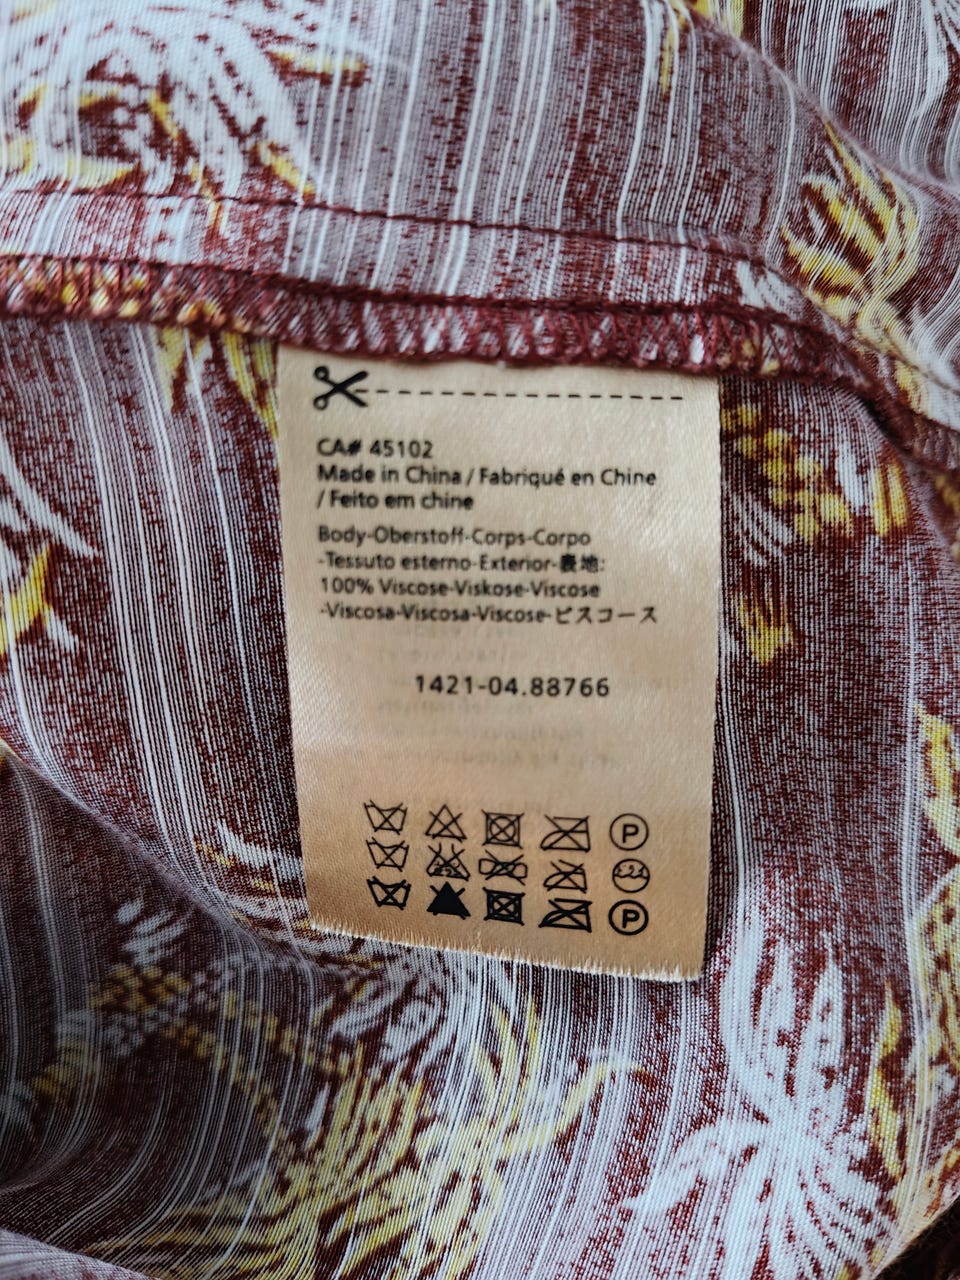 CA# 45102
Made in China / Fabriqué en Chine
/ Feito em chine
Body-Oberstoff-Corps-Corpo
-Tessuto esterno-Exterior-表地:
100% Viscose-Viskose-Viscose
-Viscosa-Viscosa-Viscose-ビスコース
1421-04.88766
P
P